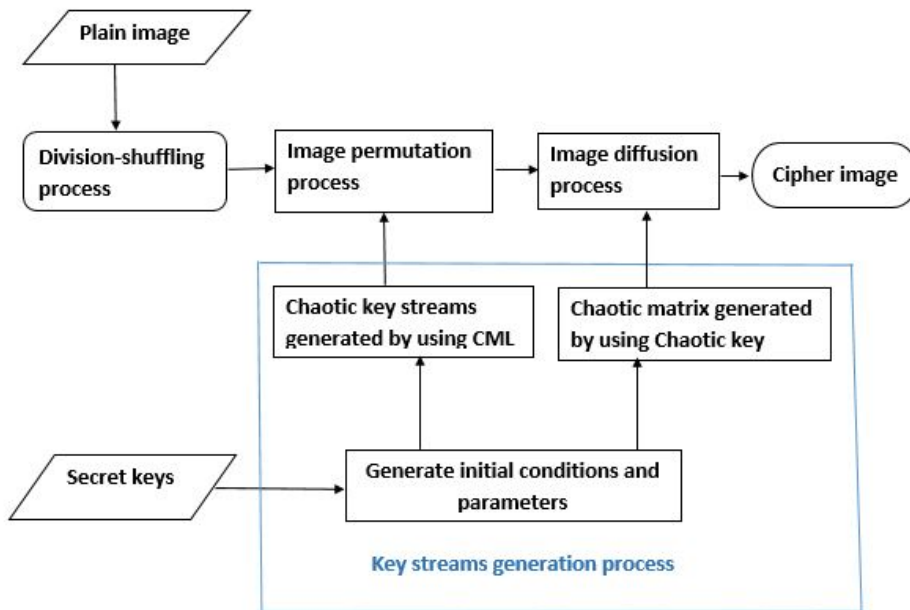 Plain image
Division-shuffling
process
Image permutation
process
Image diffusion
process
Cipher image
Chaotic key streams
generated by using CML
Chaotic matrix generated
by using Chaotic key
Secret keys
Generate initial conditions and
parameters
Key streams generation process